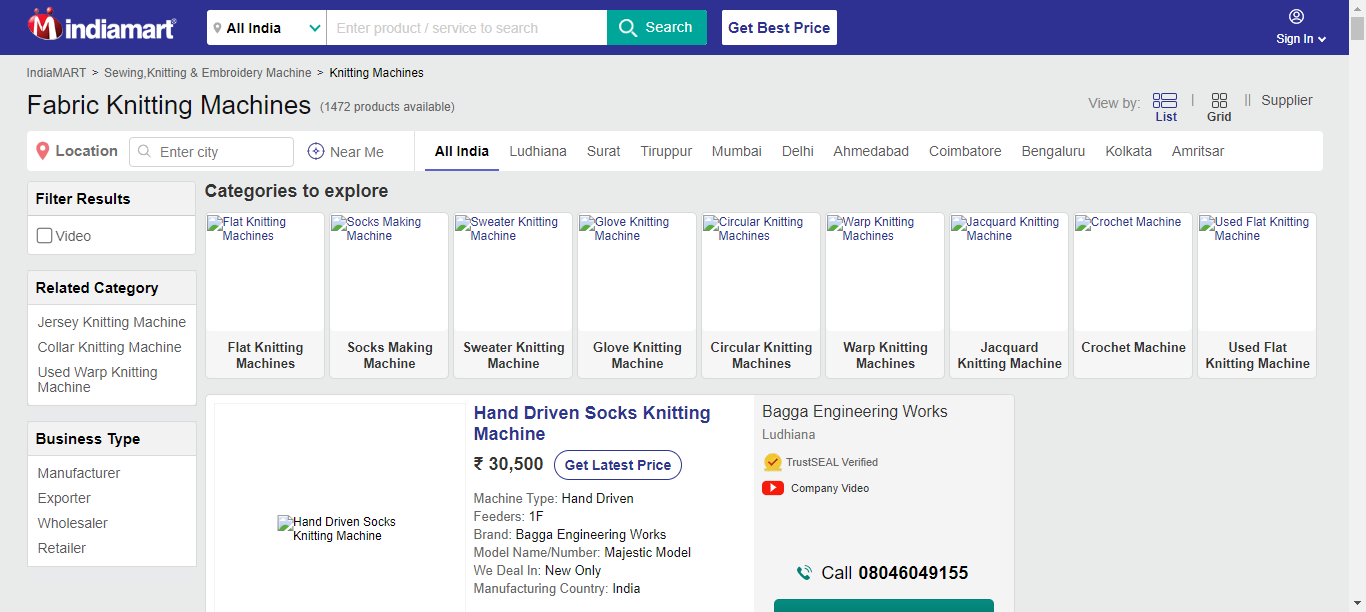 indiamart
All India
Enter product / service to search
Search
Get Best Price
Sign In
IndiaMART > Sewing,Knitting & Embroidery Machine > Knitting Machines
Fabric Knitting Machines (1472 products available)
View by:
List
Grid
Supplier
Location
Enter city
Near Me
All India
Ludhiana
Surat
Tiruppur
Mumbai
Delhi
Ahmedabad
Coimbatore
Bengaluru
Kolkata
Amritsar
Filter Results
Video
Related Category
Jersey Knitting Machine
Collar Knitting Machine
Used Warp Knitting
Machine
Business Type
Manufacturer
Exporter
Wholesaler
Retailer
Categories to explore
Flat Knitting
Machines
Socks Making
Machine
Sweater Knitting
Machine
Glove Knitting
Machine
Circular Knitting
Machines
Warp Knitting
Machines
Jacquard Knitting
Machine
Crochet Machine
Used Flat Knitting
Machine
Flat Knitting
Machines
Socks Making
Machine
Sweater Knitting
Machine
Glove Knitting
Machine
Circular Knitting
Machines
Warp Knitting
Machines
Jacquard
Knitting Machine
Crochet Machine
Used Flat
Knitting Machine
Hand Driven Socks
Knitting Machine
Hand Driven Socks Knitting
Machine
₹ 30,500
Get Latest Price
Machine Type: Hand Driven
Feeders: 1F
Brand: Bagga Engineering Works
Model Name/Number: Majestic Model
We Deal In: New Only
Manufacturing Country: India
Bagga Engineering Works
Ludhiana
TrustSEAL Verified
Company Video
Call 08046049155